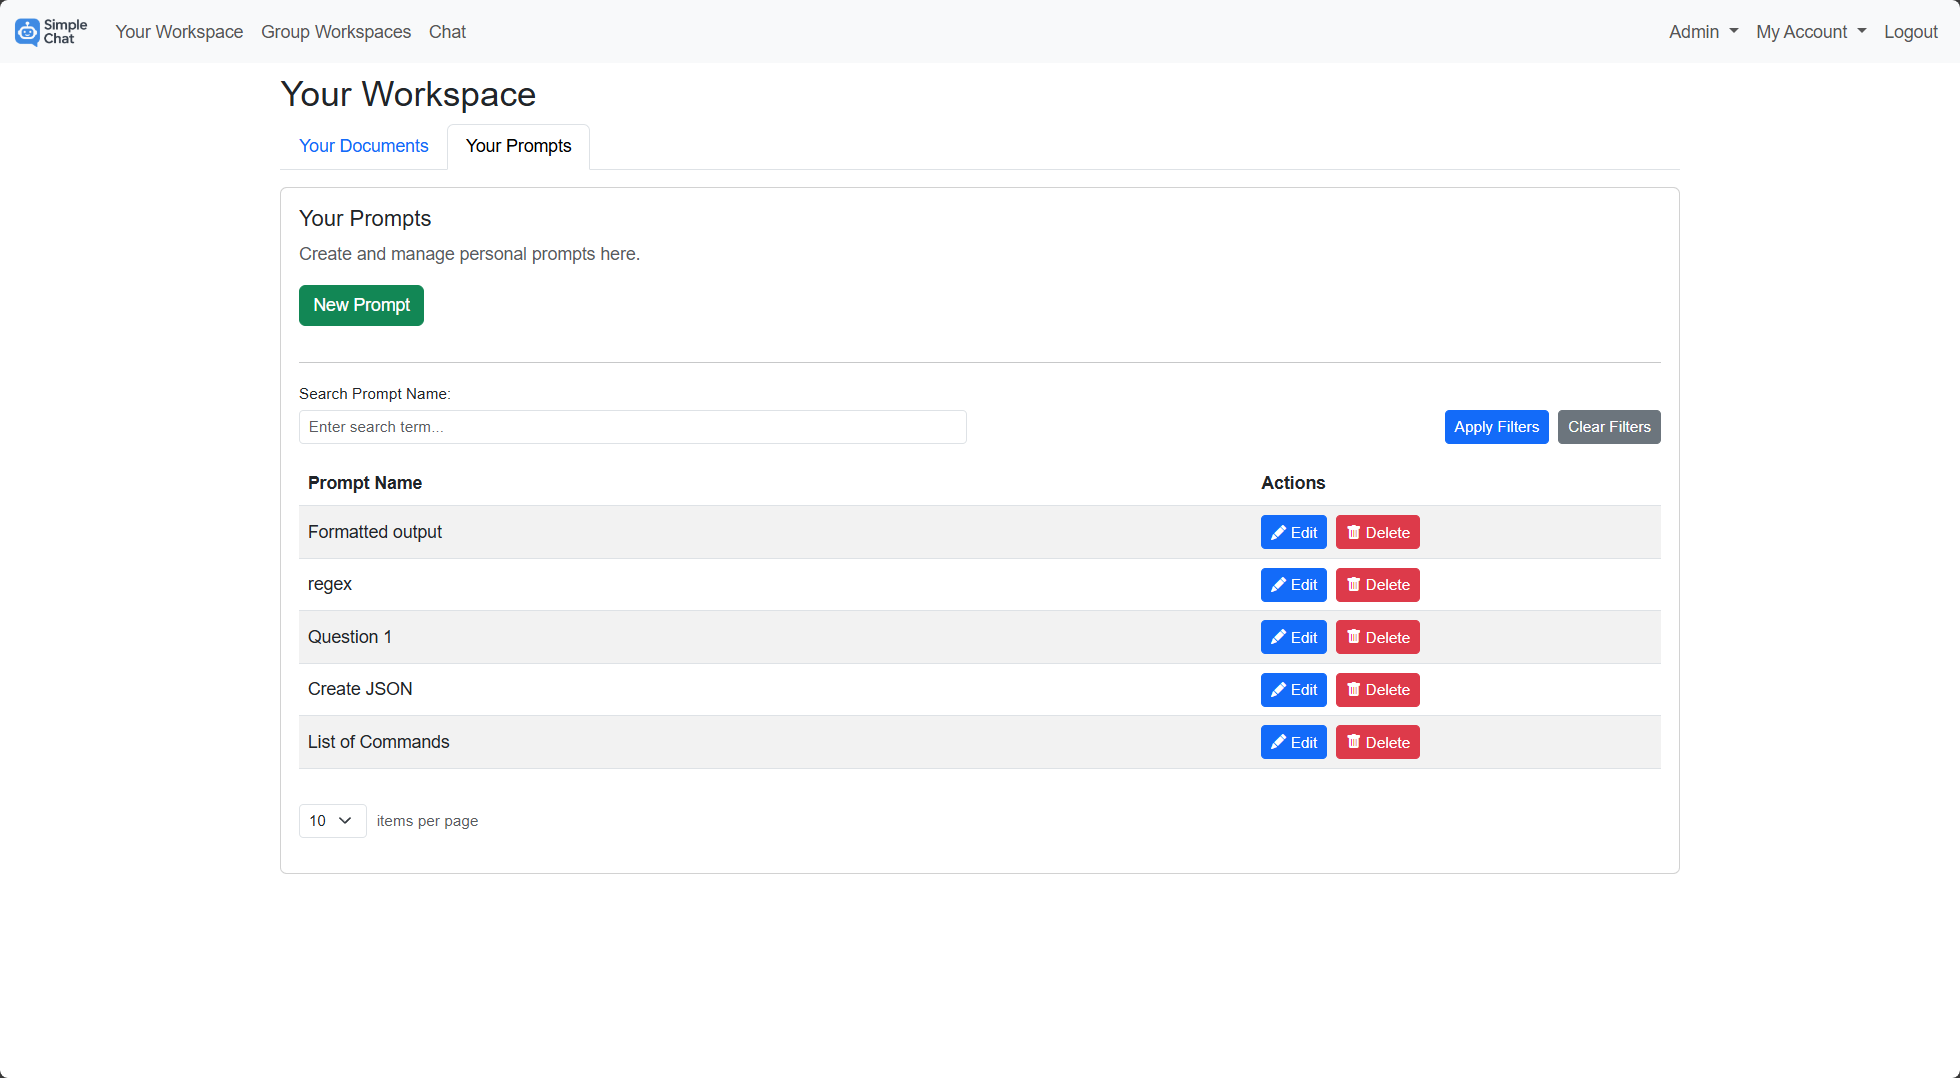 Simple
Chat
Your Workspace Group Workspaces Chat Admin My Account Logout
Your Workspace
Your Documents Your Prompts
Your Prompts
Create and manage personal prompts here.
New Prompt
Search Prompt Name:
Enter search term... Apply Filters Clear Filters
Prompt Name Actions
Formatted output Edit Delete
regex Edit Delete
Question 1 Edit Delete
Create JSON Edit Delete
List of Commands Edit Delete
10 items per page